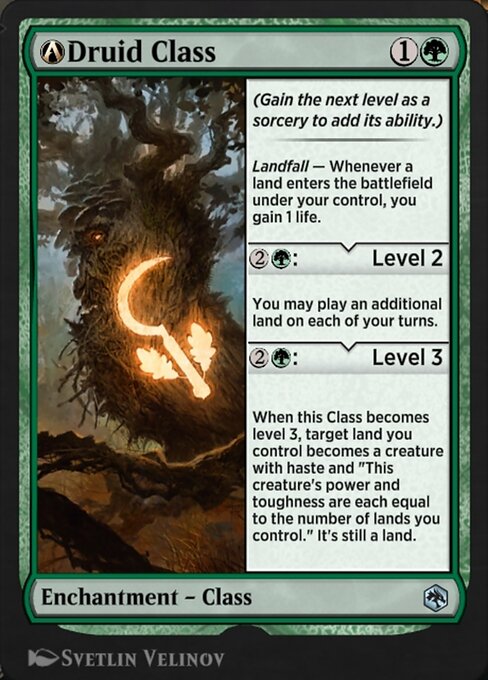 Druid Class 1
(Gain the next level as a
sorcery to add its ability.)
Landfall — Whenever a
land enters the battlefield
under your control, you
gain 1 life.
2 : Level 2
You may play an additional
land on each of your turns.
2 : Level 3
When this Class becomes
level 3, target land you
control becomes a creature
with haste and "This
creature's power and
toughness are each equal
to the number of lands you
control." It's still a land.
Enchantment – Class
Svetlin Velinov